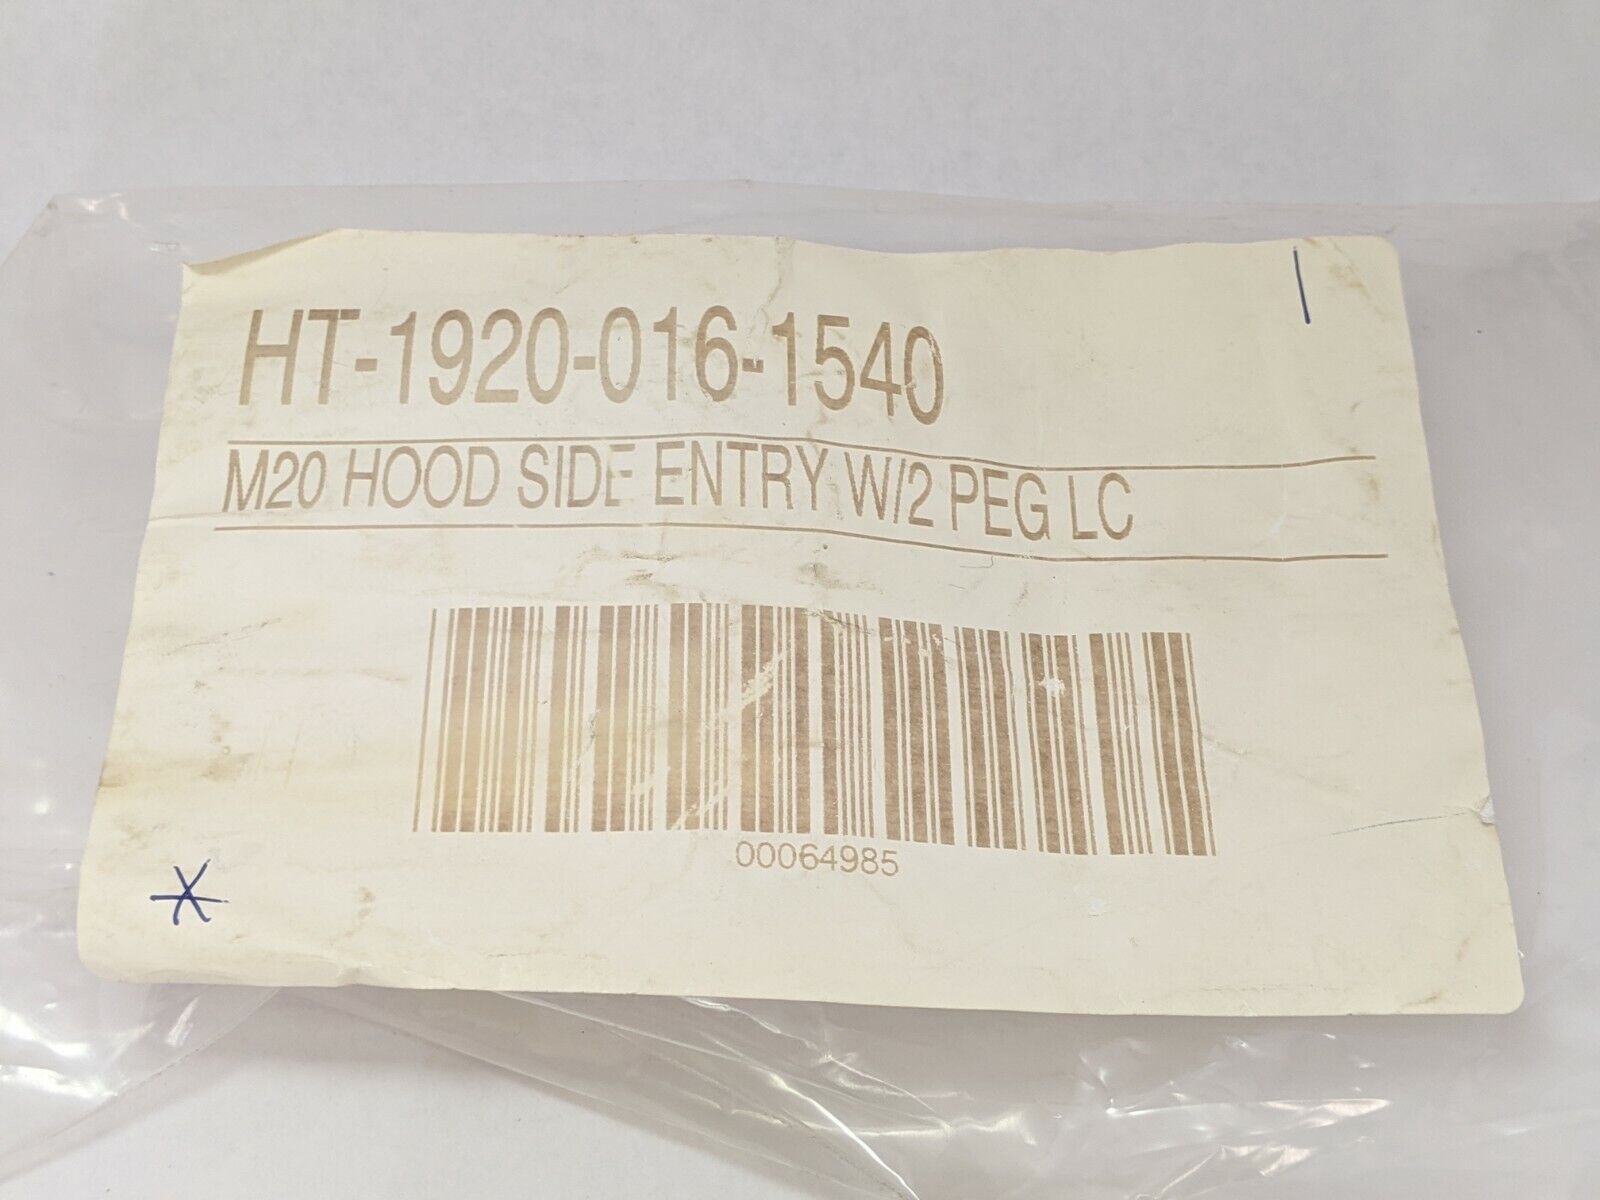 HT-1920-016-1540
M20 HOOD SIDE ENTRY W/2 PEG LC
00064985